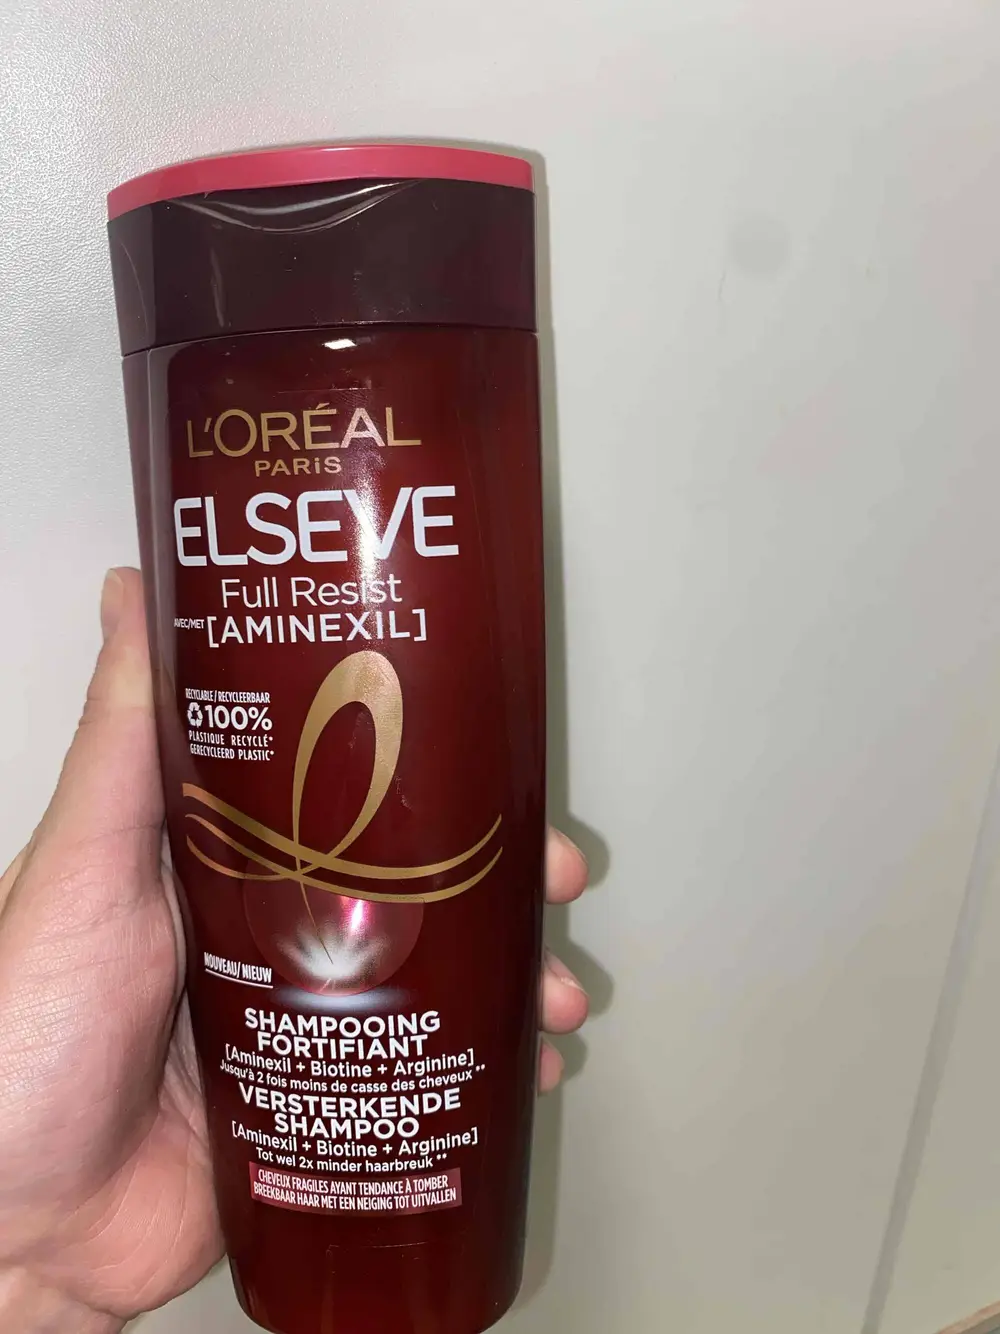 L'ORÉAL
PARiS
ELSEVE
Full Resist
AVEC/MET [AMINEXIL]
RECYCLABLE / RECYCLEERBAAR
100%
PLASTIQUE RECYCLÉ*
GERECYCLEERD PLASTIC*
NOUVEAU/ NIEUW
SHAMPOOING
FORTIFIANT
[Aminexil + Biotine + Arginine]
Jusqu'à 2 fois moins de casse des cheveux **
VERSTERKENDE
SHAMPOO
[Aminexil + Biotine + Arginine]
Tot wel 2x minder haarbreuk **
CHEVEUX FRAGILES AYANT TENDANCE À TOMBER
BREEKBAAR HAAR MET EEN NEIGING TOT UITVALLEN